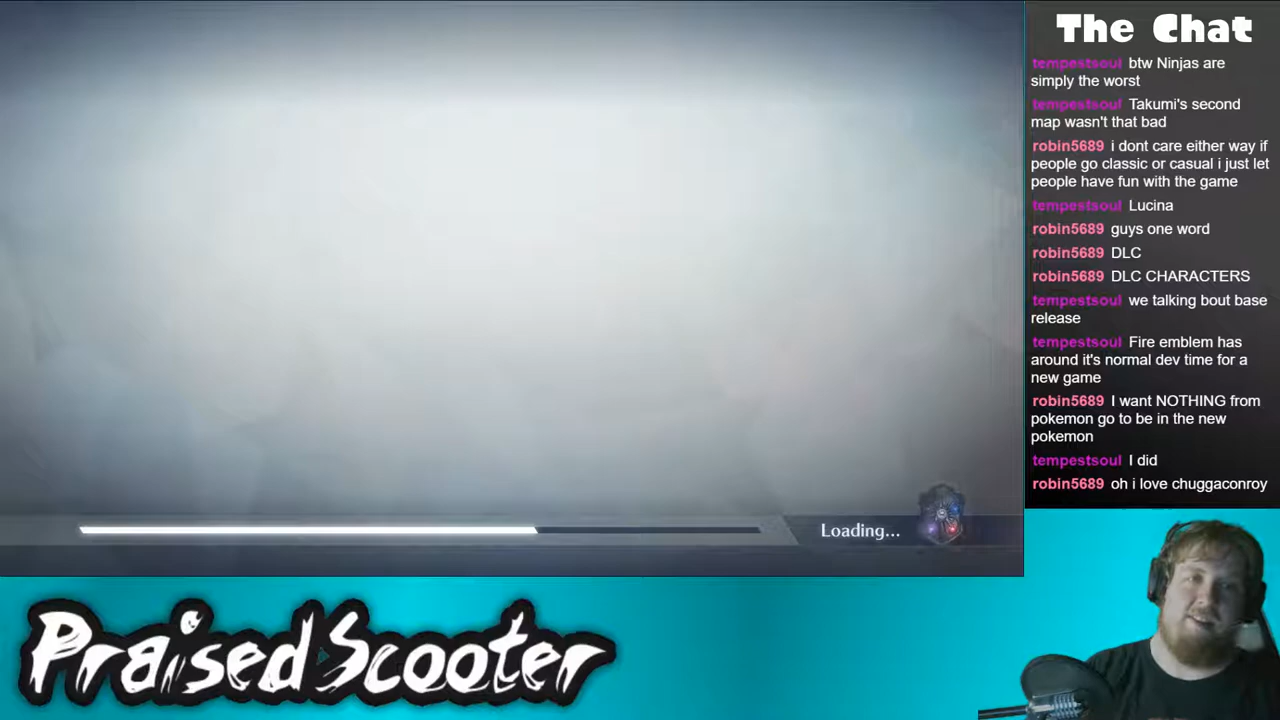 The Chat
tempestsoul btw Ninjas are
simply the worst
tempestsoul Takumi's second
map wasn't that bad
robin5689 i dont care either way if
people go classic or casual i just let
people have fun with the game
tempestsoul Lucina
robin5689 guys one word
robin5689 DLC
robin5689 DLC CHARACTERS
tempestsoul we talking bout base
release
tempestsoul Fire emblem has
around it's normal dev time for a
new game
robin5689 I want NOTHING from
pokemon go to be in the new
pokemon
tempestsoul I did
robin5689 oh i love chuggaconroy
Loading...
PraisedScooter